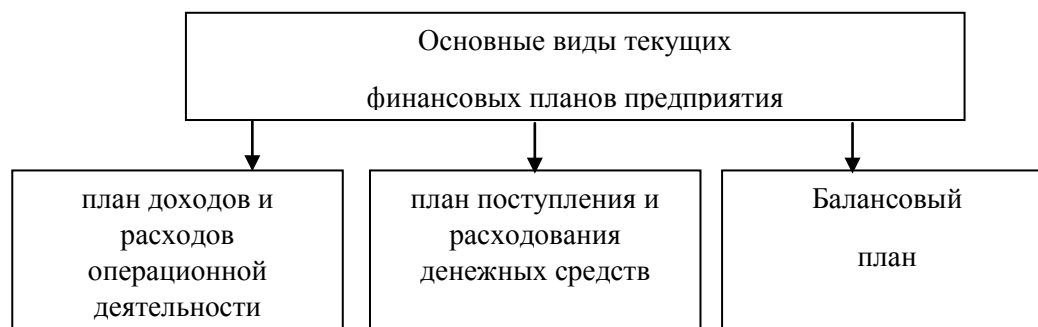 Основные виды текущих
финансовых планов предприятия
план доходов и
расходов
операционной
деятельности
план поступления и
расходования
денежных средств
Балансовый
план